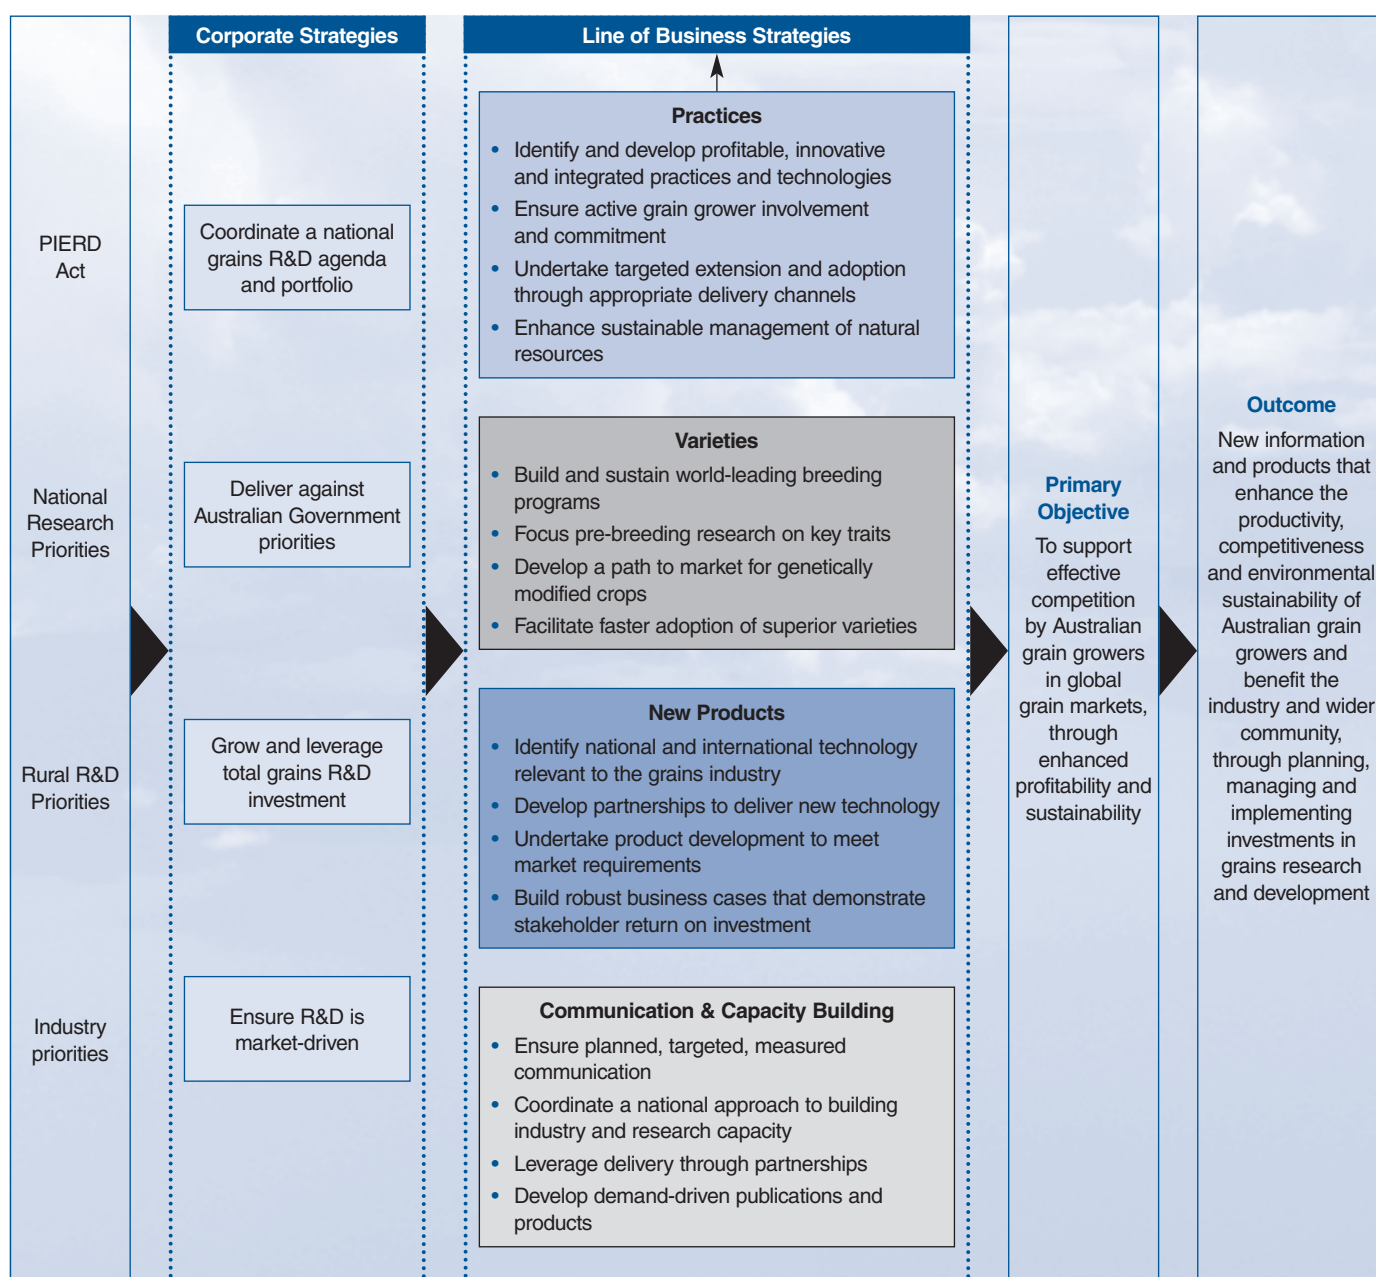 PIERD
Act
National
Research
Priorities
Rural R&D
Priorities
Industry
priorities
Corporate Strategies
Coordinate a national
grains R&D agenda
and portfolio
Deliver against
Australian Government
priorities
Grow and leverage
total grains R&D
investment
Ensure R&D is
market-driven
Line of Business Strategies
Practices
• Identify and develop profitable, innovative
and integrated practices and technologies
• Ensure active grain grower involvement
and commitment
• Undertake targeted extension and adoption
through appropriate delivery channels
• Enhance sustainable management of natural
resources
Varieties
• Build and sustain world-leading breeding
programs
• Focus pre-breeding research on key traits
• Develop a path to market for genetically
modified crops
• Facilitate faster adoption of superior varieties
New Products
• Identify national and international technology
relevant to the grains industry
• Develop partnerships to deliver new technology
• Undertake product development to meet
market requirements
• Build robust business cases that demonstrate
stakeholder return on investment
Communication & Capacity Building
• Ensure planned, targeted, measured
communication
• Coordinate a national approach to building
industry and research capacity
• Leverage delivery through partnerships
• Develop demand-driven publications and
products
Primary
Objective
To support
effective
competition
by Australian
grain growers
in global
grain markets,
through
enhanced
profitability and
sustainability
Outcome
New information
and products that
enhance the
productivity,
competitiveness
and environmental
sustainability of
Australian grain
growers and
benefit the
industry and wider
community,
through planning,
managing and
implementing
investments in
grains research
and development